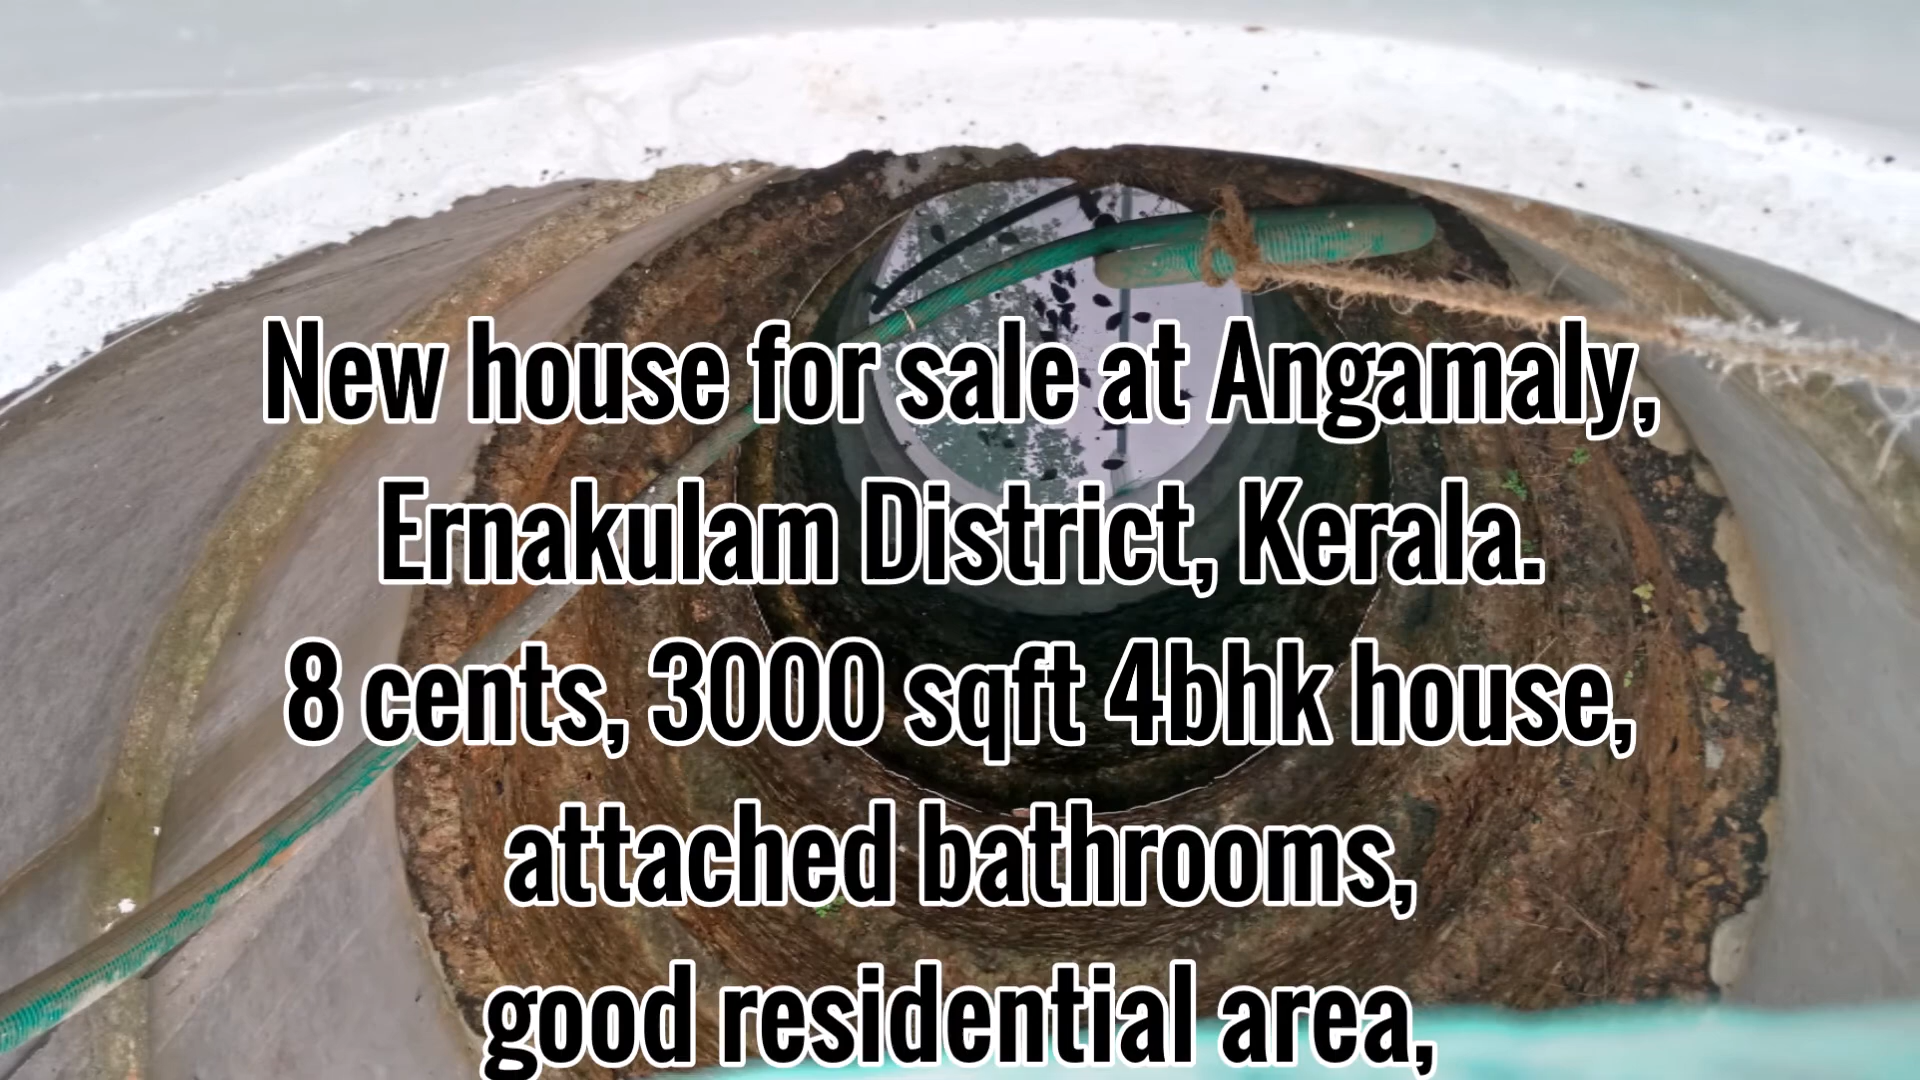 New house for sale at Angamaly,
Ernakulam District, Kerala.
8 cents, 3000 sqft 4bhk house,
attached bathrooms,
good residential area,